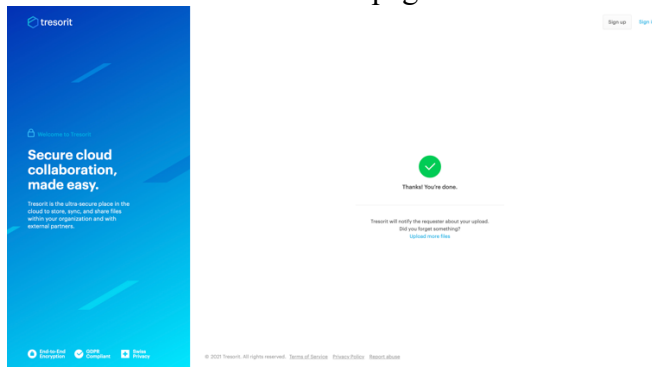 tresorit
Sign up
Welcome to Tresorit
Secure cloud
collaboration,
made easy.
Tresorit is the ultra-secure place in the
cloud to store, sync, and share files
within your organization and with
external partners.
End-to-End
Encryption
GDPR
Compliant
Swiss
Privacy
Thanks! You're done.
Tresorit will notify the requester about your upload.
Did you forget something?
Upload more files
© 2021 Tresorit. All rights reserved. Terms of Service Privacy Policy Report abuse